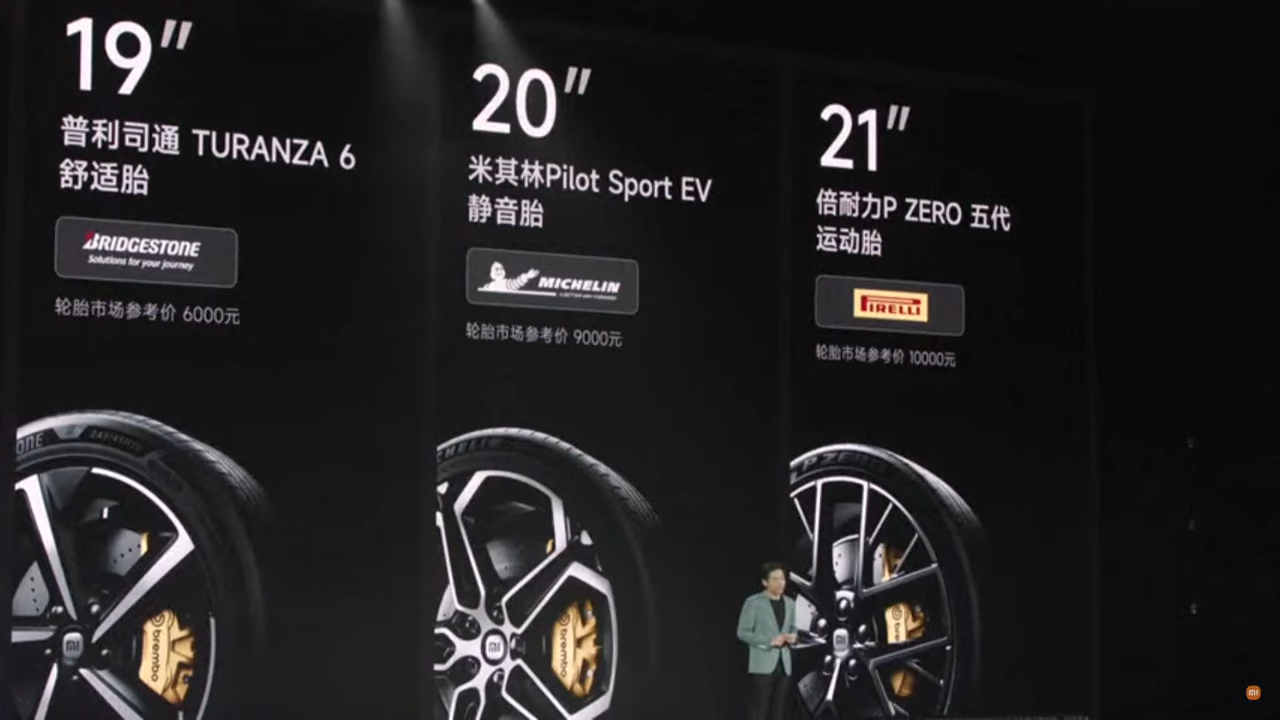 19"
普利司通 TURANZA 6
舒适胎
BRIDGESTONE
Solutions for your journey
轮胎市场参考价 6000元
20"
米其林Pilot Sport EV
静音胎
MICHELIN
轮胎市场参考价 9000元
21"
倍耐力P ZERO 五代
运动胎
PIRELLI
轮胎市场参考价 10000元
P ZERO
brembo
brembo
mi
mi
mi
mi